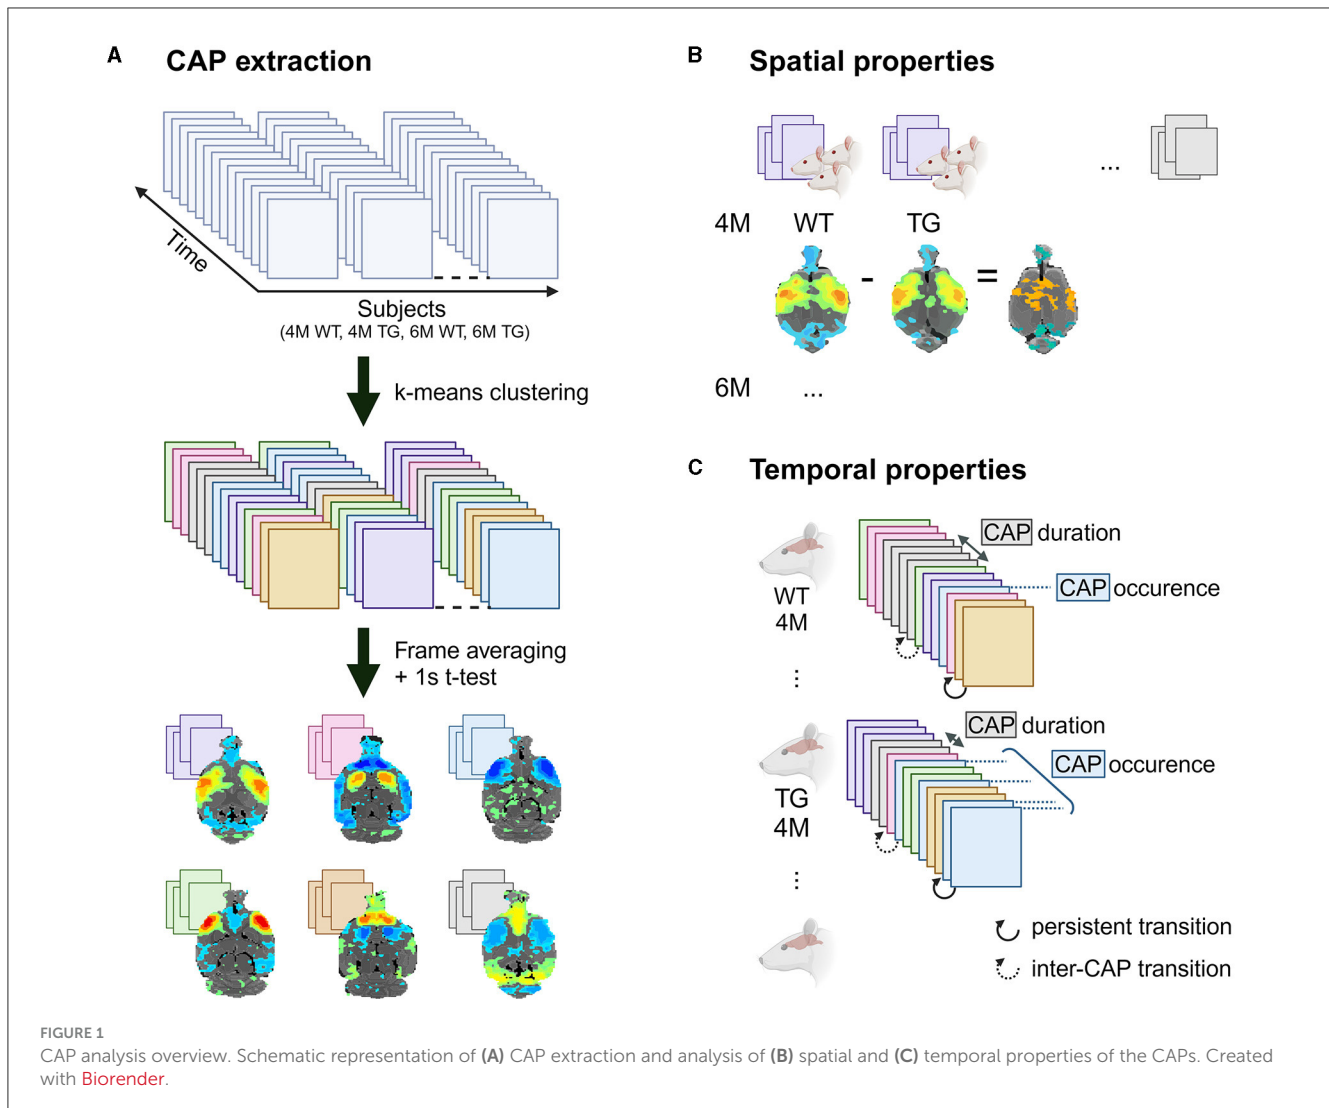 A CAP extraction
Time
Subjects
(4M WT, 4M TG, 6M WT, 6M TG)
k-means clustering
Frame averaging
+ 1s t-test
B Spatial properties
...
4M WT TG
- =
6M ...
C Temporal properties
CAP duration
CAP occurence
WT
4M
...
CAP duration
CAP occurence
TG
4M
...
persistent transition
inter-CAP transition
FIGURE 1
CAP analysis overview. Schematic representation of (A) CAP extraction and analysis of (B) spatial and (C) temporal properties of the CAPs. Created
with Biorender.